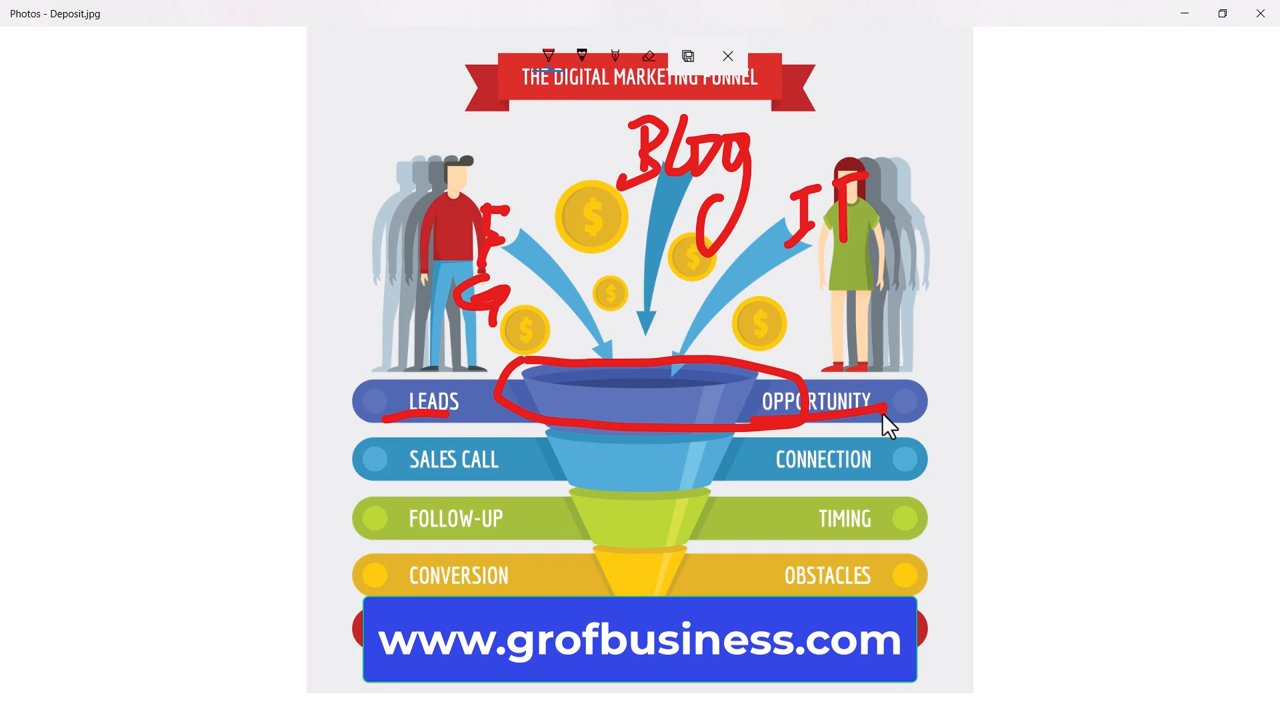 Photos - Deposit.jpg
THE DIGITAL MARKETING FUNNEL
Blog
F
G
IT
LEADS
OPPORTUNITY
SALES CALL
CONNECTION
FOLLOW-UP
TIMING
CONVERSION
OBSTACLES
www.grofbusiness.com